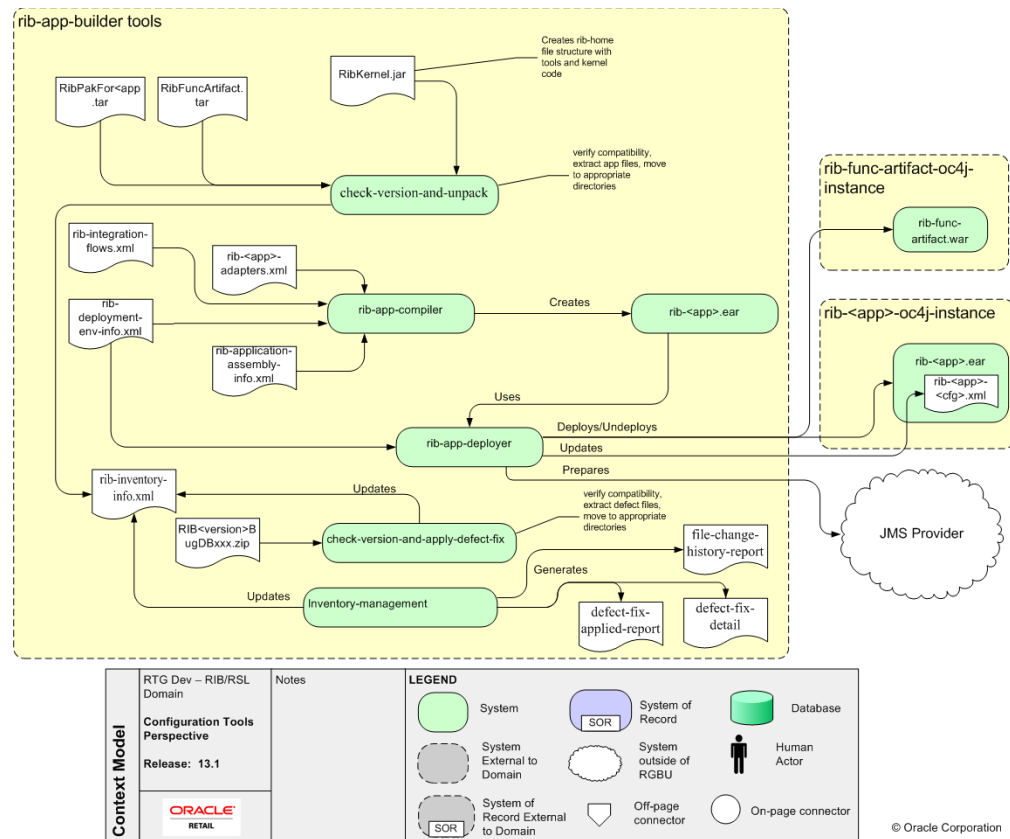 rib-app-builder tools
Creates rib-home
file structure with
tools and kernel
code
RibPakFor<app
.tar
RibFuncArtifact.
tar
RibKernel.jar
verify compatibility,
extract app files, move
to appropriate
directories
check-version-and-unpack
rib-func-artifact-oc4j-
instance
rib-func-
artifact.war
rib-integration-
flows.xml
rib-<app>-
adapters.xml
rib-
deployment-
env-info.xml
rib-app-compiler
Creates
rib-<app>.ear
rib-application-
assembly-
info.xml
rib-<app>-oc4j-instance
rib-<app>.ear
rib-<app>-
<cfg>.xml
Uses
rib-app-deployer
Deploys/Undeploys
Updates
Prepares
rib-inventory-
info.xml
Updates
RIB<version>B
ugDBxxx.zip
check-version-and-apply-defect-fix
verify compatibility,
extract defect files,
move to appropriate
directories
JMS Provider
file-change-
history-report
Generates
Updates
Inventory-management
defect-fix-
applied-report
defect-fix-
detail
Context Model
RTG Dev – RIB/RSL
Domain
Configuration Tools
Perspective
Release: 13.1
ORACLE
RETAIL
Notes
LEGEND
System
SOR
System of
Record
Database
System
External to
Domain
System
outside of
RGBU
Human
Actor
SOR
System of
Record External
to Domain
Off-page
connector
On-page connector
© Oracle Corporation